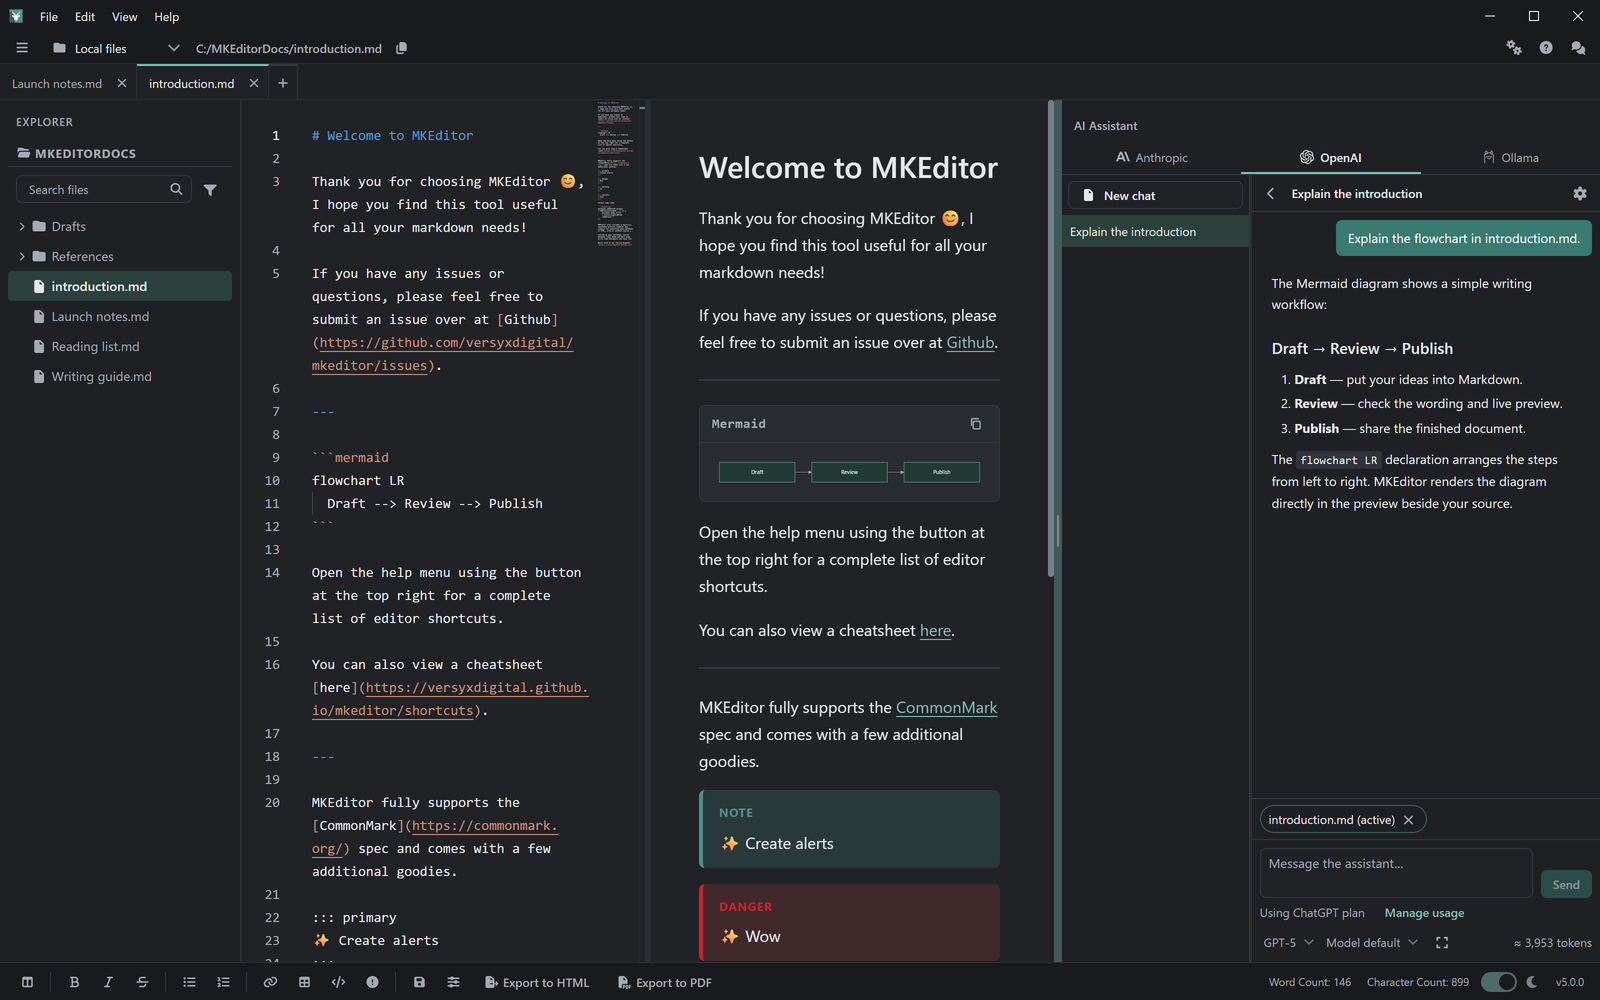 File Edit View Help
Local files C:/MKEditorDocs/introduction.md
Launch notes.md introduction.md
EXPLORER
MKEDITORDOCS
Search files
Drafts
References
introduction.md
Launch notes.md
Reading list.md
Writing guide.md
1 # Welcome to MKEditor
2
3 Thank you for choosing MKEditor 😊,
I hope you find this tool useful
for all your markdown needs!
4
5 If you have any issues or
questions, please feel free to
submit an issue over at [Github]
(https://github.com/versyxdigital/
mkeditor/issues).
6
7 ---
8
9 ```mermaid
10 flowchart LR
11 Draft --> Review --> Publish
12 ```
13
14 Open the help menu using the button
at the top right for a complete
list of editor shortcuts.
15
16 You can also view a cheatsheet
[here](https://versyxdigital.github.
io/mkeditor/shortcuts).
17
18 ---
19
20 MKEditor fully supports the
[CommonMark](https://commonmark.
org/) spec and comes with a few
additional goodies.
21
22 ::: primary
23 ✨ Create alerts
24 :::
Welcome to MKEditor
Thank you for choosing MKEditor 😊, I
hope you find this tool useful for all your
markdown needs!
If you have any issues or questions, please
feel free to submit an issue over at Github.
Mermaid
Draft Review Publish
Open the help menu using the button at
the top right for a complete list of editor
shortcuts.
You can also view a cheatsheet here.
MKEditor fully supports the CommonMark
spec and comes with a few additional
goodies.
NOTE
✨ Create alerts
DANGER
✨ Wow
AI Assistant
Anthropic OpenAI Ollama
New chat
Explain the introduction
Explain the introduction
Explain the flowchart in introduction.md.
The Mermaid diagram shows a simple writing
workflow:
Draft → Review → Publish
1. Draft — put your ideas into Markdown.
2. Review — check the wording and live preview.
3. Publish — share the finished document.
The flowchart LR declaration arranges the steps
from left to right. MKEditor renders the diagram
directly in the preview beside your source.
introduction.md (active)
Message the assistant...
Send
Using ChatGPT plan Manage usage
GPT-5 Model default ≈ 3,953 tokens
Export to HTML Export to PDF
Word Count: 146 Character Count: 899 v5.0.0